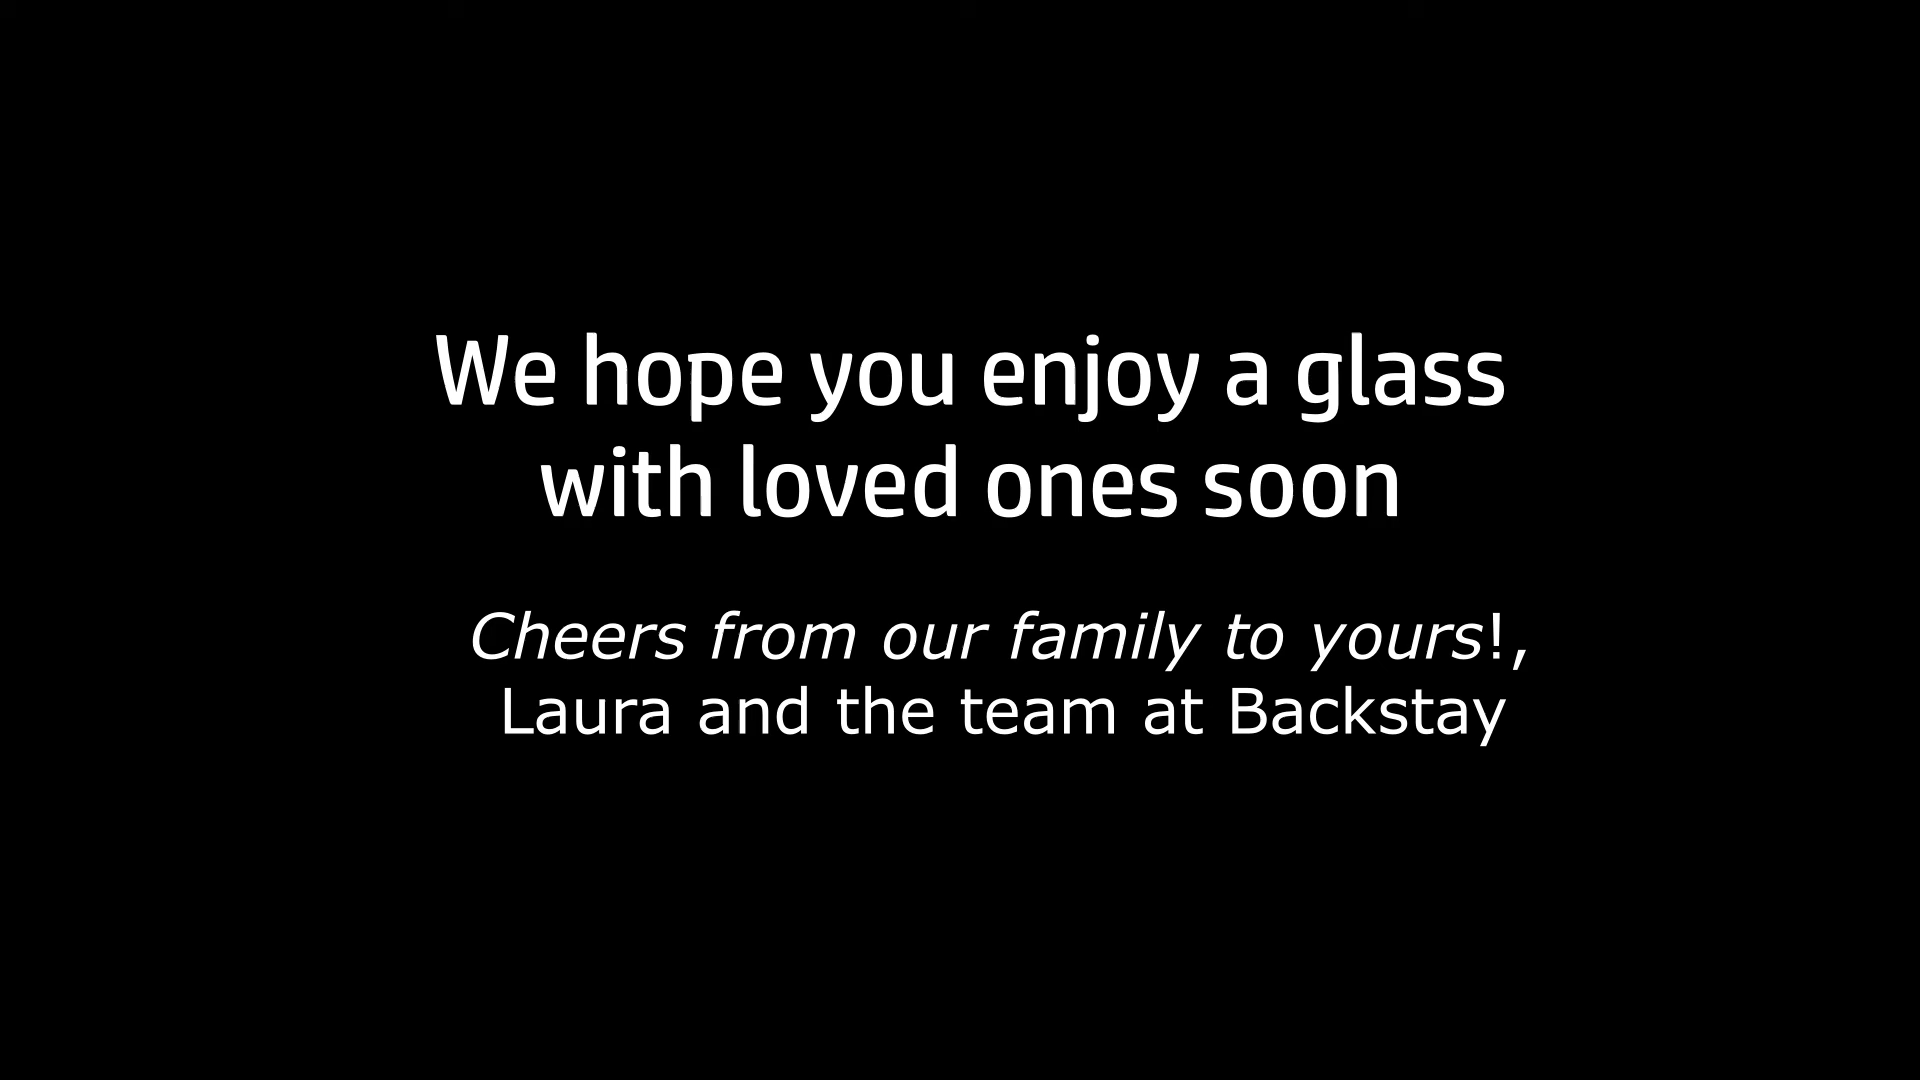 We hope you enjoy a glass
with loved ones soon
Cheers from our family to yours!,
Laura and the team at Backstay